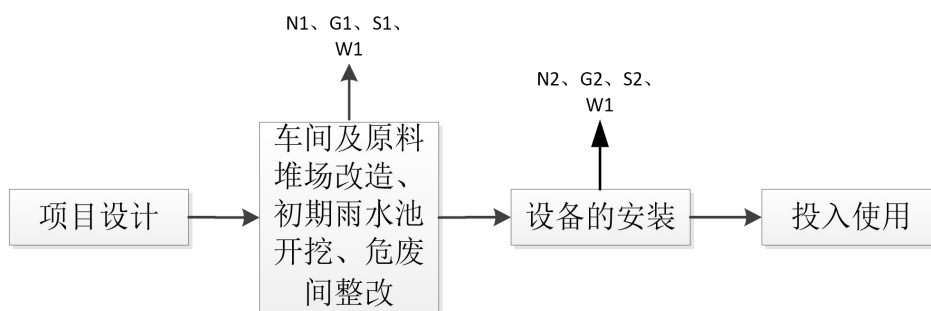 N1、G1、S1、
W1
N2、G2、S2、
W1
车间及原料
堆场改造、
初期雨水池
开挖、危废
间整改
项目设计
设备的安装
投入使用